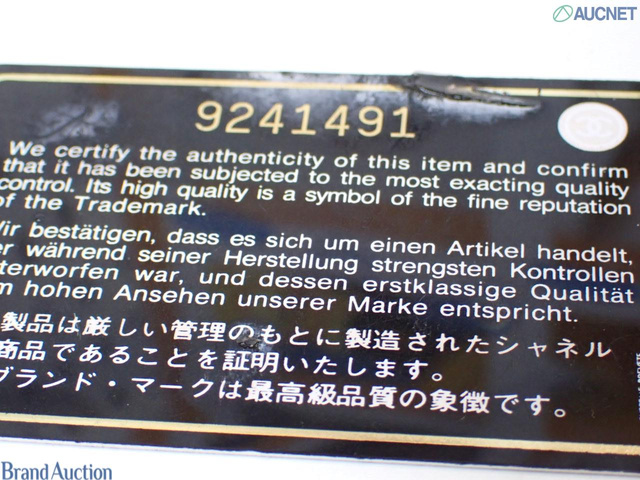 AUCNET
9241491
We certify the authenticity of this item and confirm
that it has been subjected to the most exacting quality
control. Its high quality is a symbol of the fine reputation
of the Trademark.
Wir bestätigen, dass es sich um einen Artikel handelt,
er während seiner Herstellung strengsten Kontrollen
nterworfen war, und dessen erstklassige Qualität
m hohen Ansehen unserer Marke entspricht.
製品は厳しい管理のもとに製造されたシャネル
商品であることを証明いたします。
ブランド・マークは最高級品質の象徴です。
Brand Auction